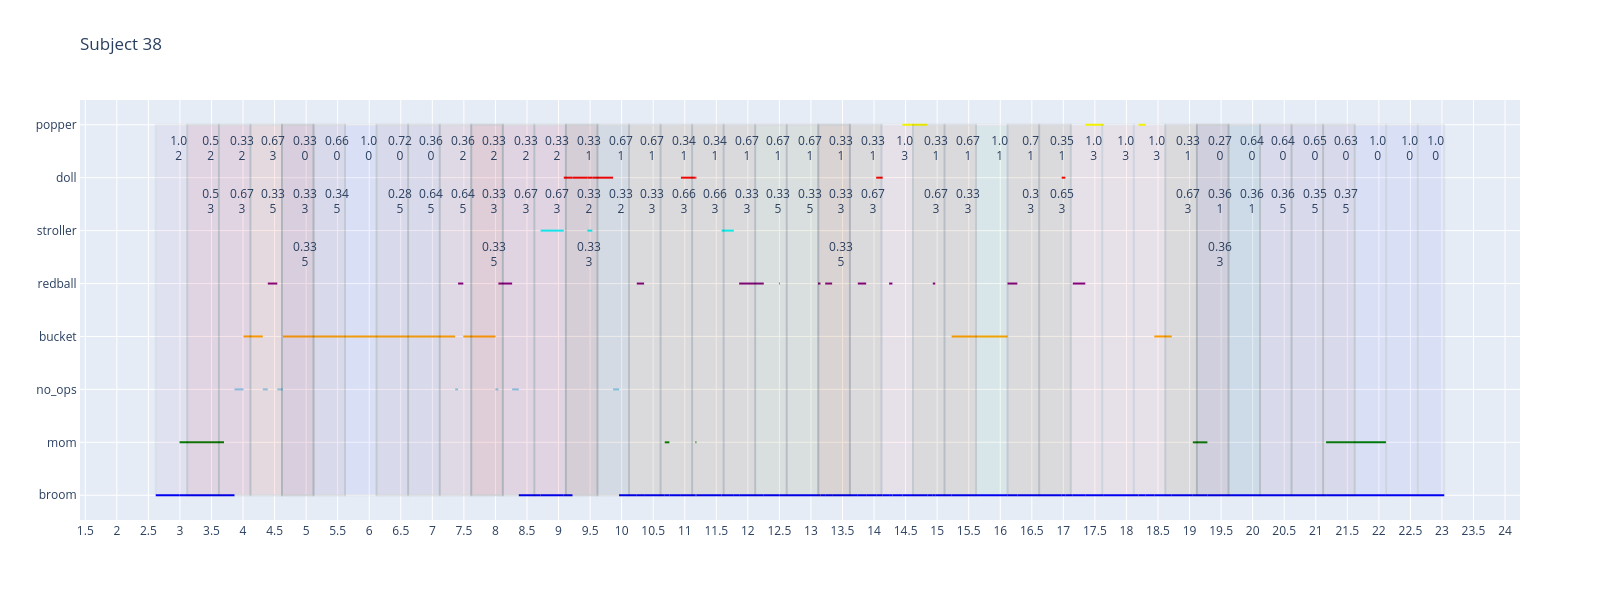 Subject 38
popper
1.0 0.5 0.33 0.67 0.33 0.66 1.0 0.72 0.36 0.36 0.33 0.33 0.33 0.33 0.67 0.67 0.34 0.34 0.67 0.67 0.67 0.33 0.33 1.0 0.33 0.67 1.0 0.7 0.35 1.0 1.0 1.0 0.33 0.27 0.64 0.64 0.65 0.63 1.0 1.0 1.0
2 2 2 3 0 0 0 0 0 2 2 2 2 1 1 1 1 1 1 1 1 1 1 3 1 1 1 1 1 3 3 3 1 0 0 0 0 0 0 0 0
doll
0.5 0.67 0.33 0.33 0.34 0.28 0.64 0.64 0.33 0.67 0.67 0.33 0.33 0.33 0.66 0.66 0.33 0.33 0.33 0.33 0.67 0.67 0.33 0.3 0.65 0.67 0.36 0.36 0.36 0.35 0.37
3 3 5 3 5 5 5 5 3 3 3 2 2 3 3 3 3 5 5 3 3 3 3 3 3 3 1 1 5 5 5
stroller
0.33 0.33 0.33 0.33 0.36
5 5 3 5 3
redball
bucket
no_ops
mom
broom
1.5 2 2.5 3 3.5 4 4.5 5 5.5 6 6.5 7 7.5 8 8.5 9 9.5 10 10.5 11 11.5 12 12.5 13 13.5 14 14.5 15 15.5 16 16.5 17 17.5 18 18.5 19 19.5 20 20.5 21 21.5 22 22.5 23 23.5 24